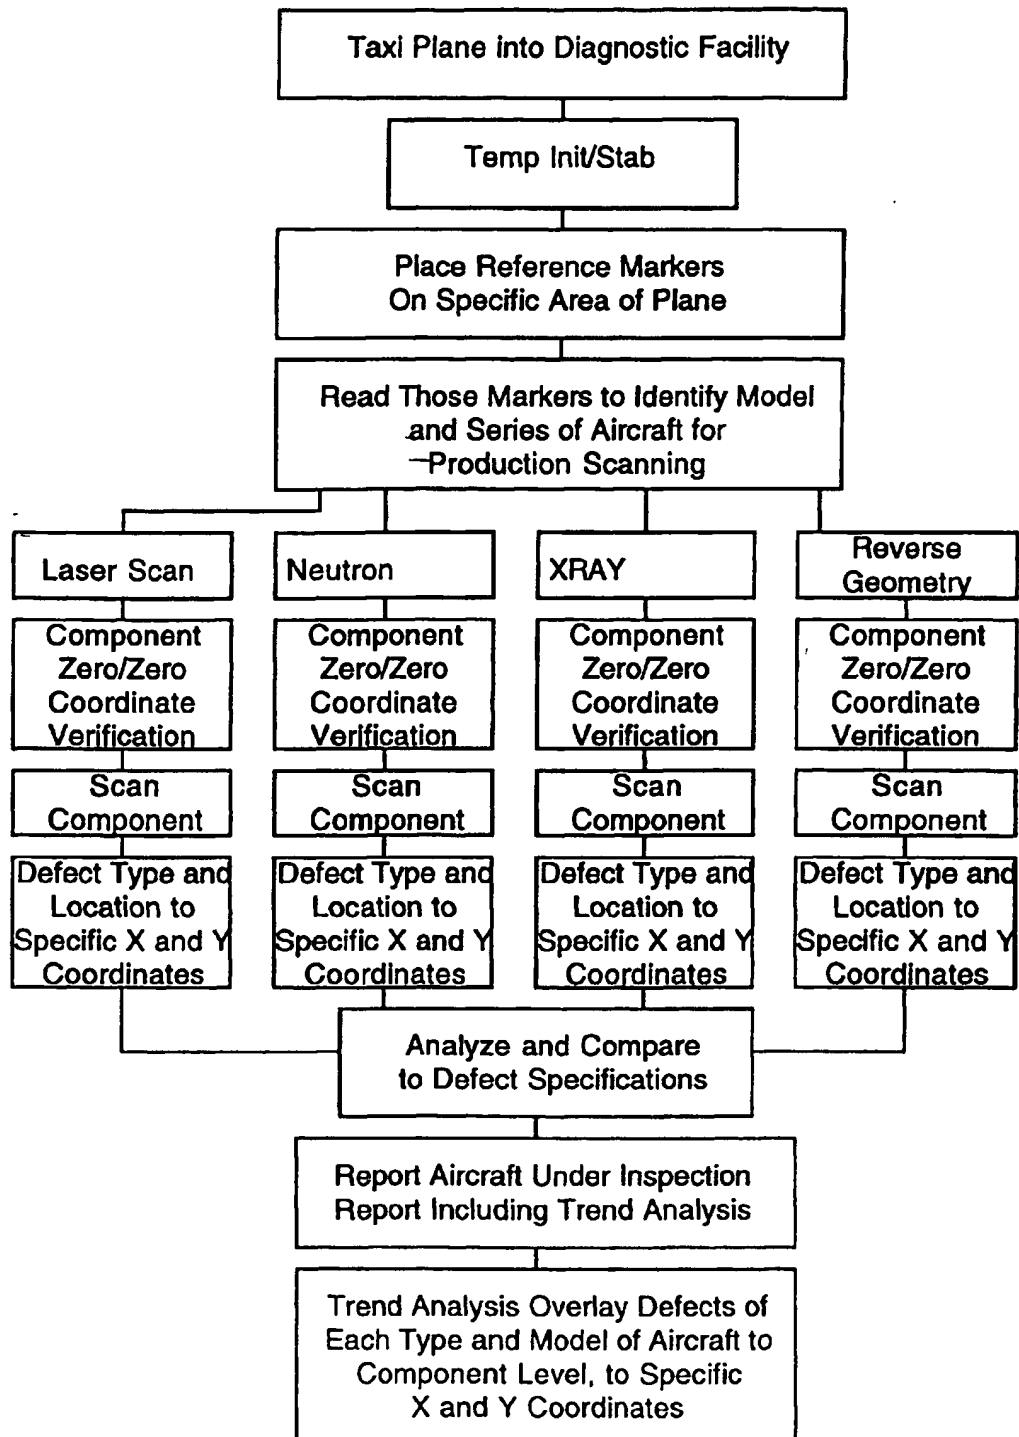 Taxi Plane into Diagnostic Facility
Temp Init/Stab
Place Reference Markers
On Specific Area of Plane
Read Those Markers to Identify Model
and Series of Aircraft for
Production Scanning
Laser Scan
Neutron
XRAY
Reverse
Geometry
Component
Zero/Zero
Coordinate
Verification
Component
Zero/Zero
Coordinate
Verification
Component
Zero/Zero
Coordinate
Verification
Component
Zero/Zero
Coordinate
Verification
Scan
Component
Scan
Component
Scan
Component
Scan
Component
Defect Type and
Location to
Specific X and Y
Coordinates
Defect Type and
Location to
Specific X and Y
Coordinates
Defect Type and
Location to
Specific X and Y
Coordinates
Defect Type and
Location to
Specific X and Y
Coordinates
Analyze and Compare
to Defect Specifications
Report Aircraft Under Inspection
Report Including Trend Analysis
Trend Analysis Overlay Defects of
Each Type and Model of Aircraft to
Component Level, to Specific
X and Y Coordinates